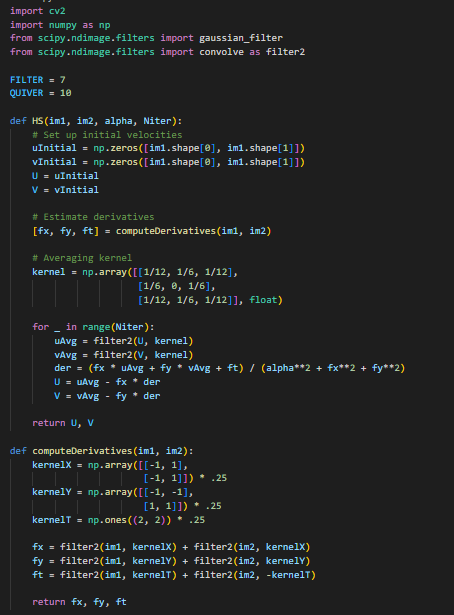 import cv2
import numpy as np
from scipy.ndimage.filters import gaussian_filter
from scipy.ndimage.filters import convolve as filter2

FILTER = 7
QUIVER = 10

def HS(im1, im2, alpha, Niter):
    # Set up initial velocities
    uInitial = np.zeros([im1.shape[0], im1.shape[1]])
    vInitial = np.zeros([im1.shape[0], im1.shape[1]])
    U = uInitial
    V = vInitial

    # Estimate derivatives
    [fx, fy, ft] = computeDerivatives(im1, im2)

    # Averaging kernel
    kernel = np.array([[1/12, 1/6, 1/12],
                       [1/6, 0, 1/6],
                       [1/12, 1/6, 1/12]], float)

    for _ in range(Niter):
        uAvg = filter2(U, kernel)
        vAvg = filter2(V, kernel)
        der = (fx * uAvg + fy * vAvg + ft) / (alpha**2 + fx**2 + fy**2)
        U = uAvg - fx * der
        V = vAvg - fy * der

    return U, V

def computeDerivatives(im1, im2):
    kernelX = np.array([[-1, 1],
                        [-1, 1]]) * .25
    kernelY = np.array([[-1, -1],
                        [1, 1]]) * .25
    kernelT = np.ones((2, 2)) * .25

    fx = filter2(im1, kernelX) + filter2(im2, kernelX)
    fy = filter2(im1, kernelY) + filter2(im2, kernelY)
    ft = filter2(im1, kernelT) + filter2(im2, -kernelT)

    return fx, fy, ft